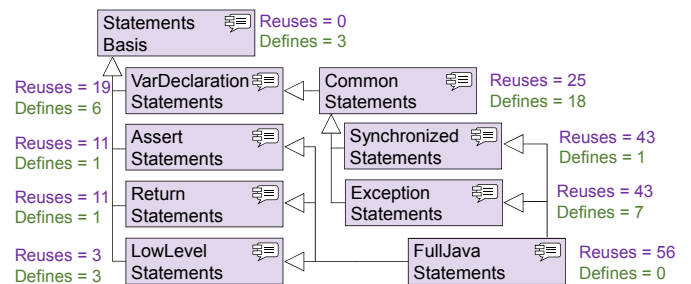 Statements
Basis
Reuses = 0
Defines = 3
Reuses = 19
Defines = 6
VarDeclaration
Statements
Common
Statements
Reuses = 25
Defines = 18
Reuses = 11
Defines = 1
Assert
Statements
Synchronized
Statements
Reuses = 43
Defines = 1
Reuses = 11
Defines = 1
Return
Statements
Exception
Statements
Reuses = 43
Defines = 7
Reuses = 3
Defines = 3
LowLevel
Statements
FullJava
Statements
Reuses = 56
Defines = 0